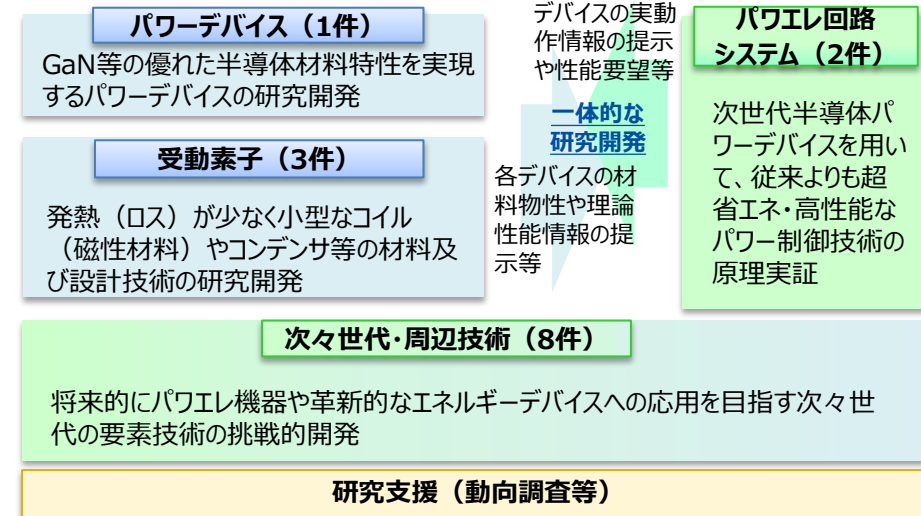 パワーデバイス（1件）
GaN等の優れた半導体材料特性を実現
するパワーデバイスの研究開発
受動素子（3件）
発熱（ロス）が少なく小型なコイル
（磁性材料）やコンデンサ等の材料及
び設計技術の研究開発
デバイスの実動
作情報の提示
や性能要望等
一体的な
研究開発
各デバイスの材
料物性や理論
性能情報の提
示等
パワエレ回路
システム（2件）
次世代半導体パ
ワーデバイスを用い
て、従来よりも超
省エネ・高性能な
パワー制御技術の
原理実証
次々世代・周辺技術（8件）
将来的にパワエレ機器や革新的なエネルギーデバイスへの応用を目指す次々世
代の要素技術の挑戦的開発
研究支援（動向調査等）